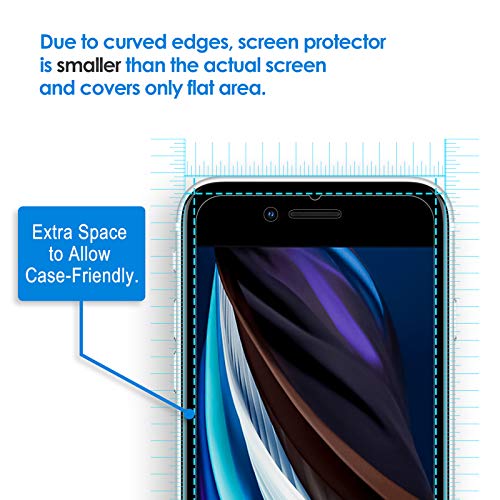 Due to curved edges, screen protector
is smaller than the actual screen
and covers only flat area.
Extra Space
to Allow
Case-Friendly.